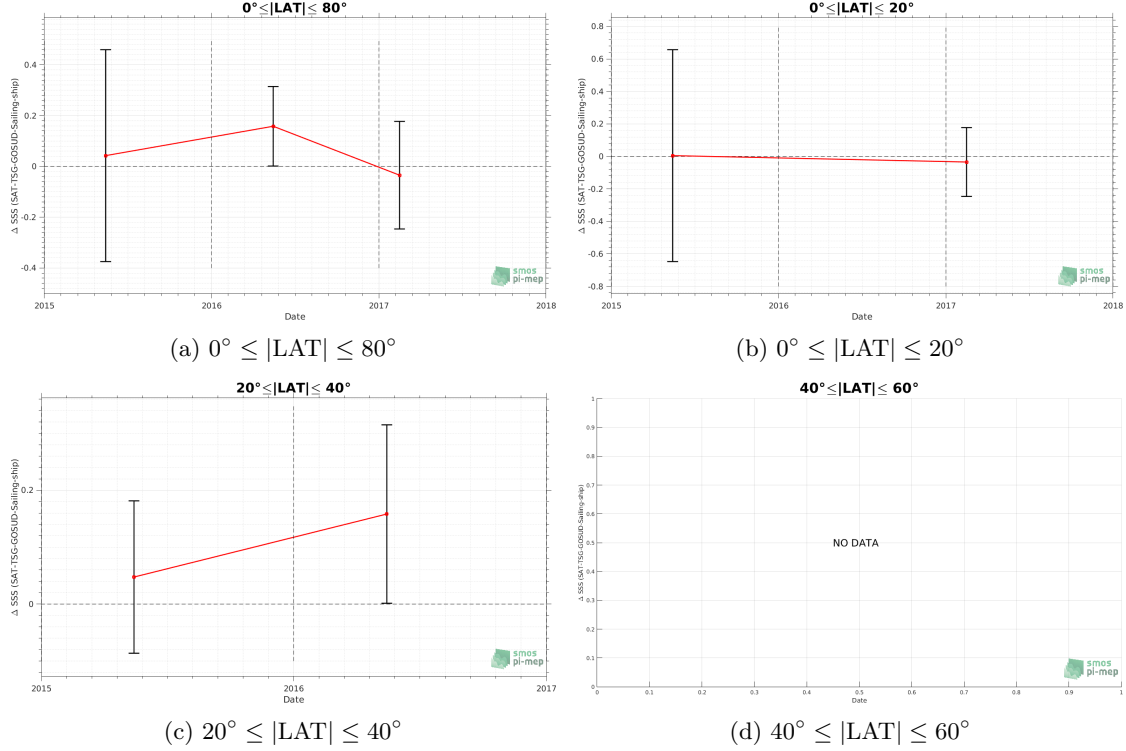 0°≤|LAT|≤ 80°
Δ SSS (SAT-TSG-GOSUD-Sailing-ship)
0.4
0.2
0
-0.2
-0.4
2015 2016 2017 2018
Date
smos
pi-mep
(a) 0° ≤ |LAT| ≤ 80°
0°≤|LAT|≤ 20°
Δ SSS (SAT-TSG-GOSUD-Sailing-ship)
0.8
0.6
0.4
0.2
0
-0.2
-0.4
-0.6
-0.8
2015 2016 2017 2018
Date
smos
pi-mep
(b) 0° ≤ |LAT| ≤ 20°
20°≤|LAT|≤ 40°
Δ SSS (SAT-TSG-GOSUD-Sailing-ship)
0.2
0
2015 2016 2017
Date
smos
pi-mep
(c) 20° ≤ |LAT| ≤ 40°
40°≤|LAT|≤ 60°
Δ SSS (SAT-TSG-GOSUD-Sailing-ship)
1
0.9
0.8
0.7
0.6
0.5
0.4
0.3
0.2
0.1
0
NO DATA
0 0.1 0.2 0.3 0.4 0.5 0.6 0.7 0.8 0.9 1
Date
smos
pi-mep
(d) 40° ≤ |LAT| ≤ 60°